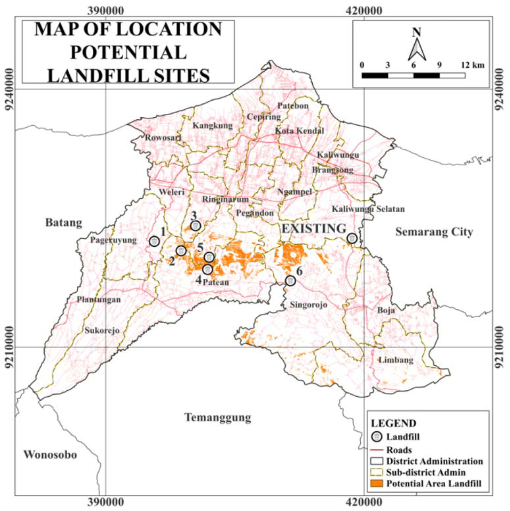 390000
420000
MAP OF LOCATION
POTENTIAL
LANDFILL SITES
N
0 3 6 9 12 km
9240000
9240000
Patebon
Cepiring
Kangkung
Kota Kendal
Rowosari
Kaliwungu
Brangsong
Weleri
Ngampel
Ringinarum
Pegandon
Kaliwungu Selatan
Batang
3
EXISTING
Semarang City
1
Pageruyung
2
5
4
Patean
6
Plantungan
Singorojo
Boja
Sukorejo
9210000
9210000
Limbang
Temanggung
Wonosobo
LEGEND
Landfill
Roads
District Administration
Sub-district Admin
Potential Area Landfill
390000
420000